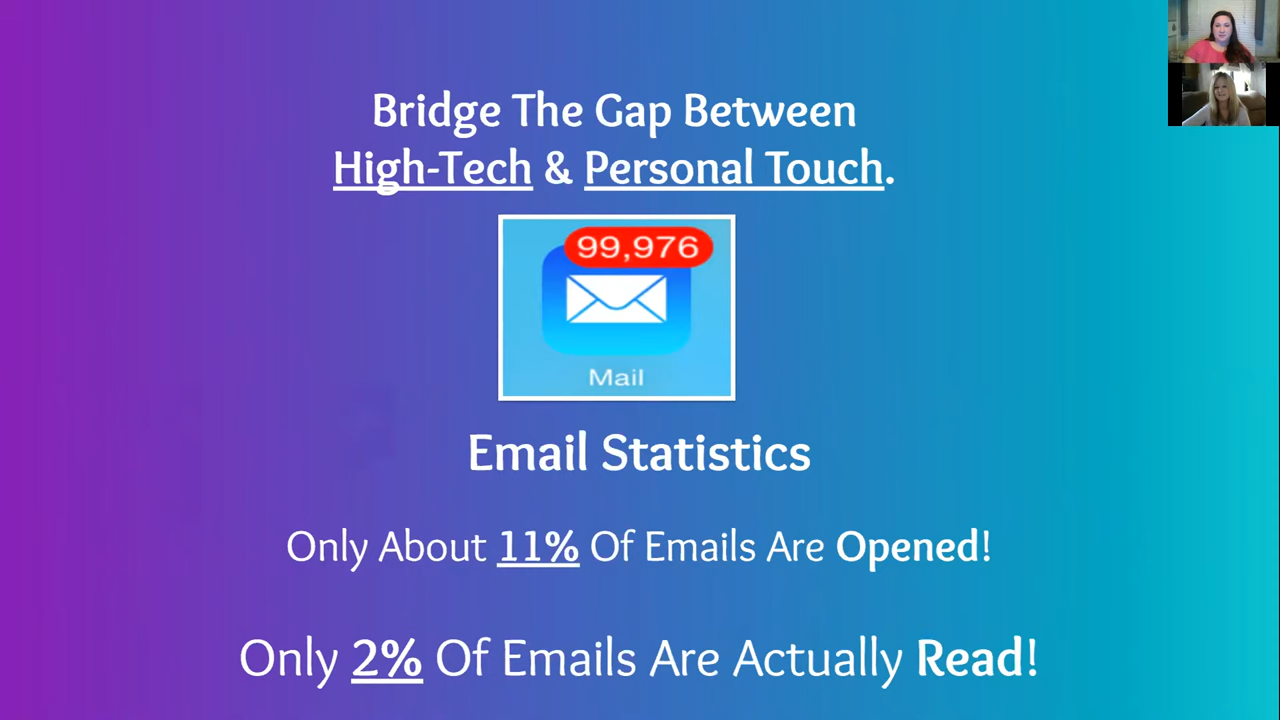 Bridge The Gap Between
High-Tech & Personal Touch.
99,976
Mail
Email Statistics
Only About 11% Of Emails Are Opened!
Only 2% Of Emails Are Actually Read!